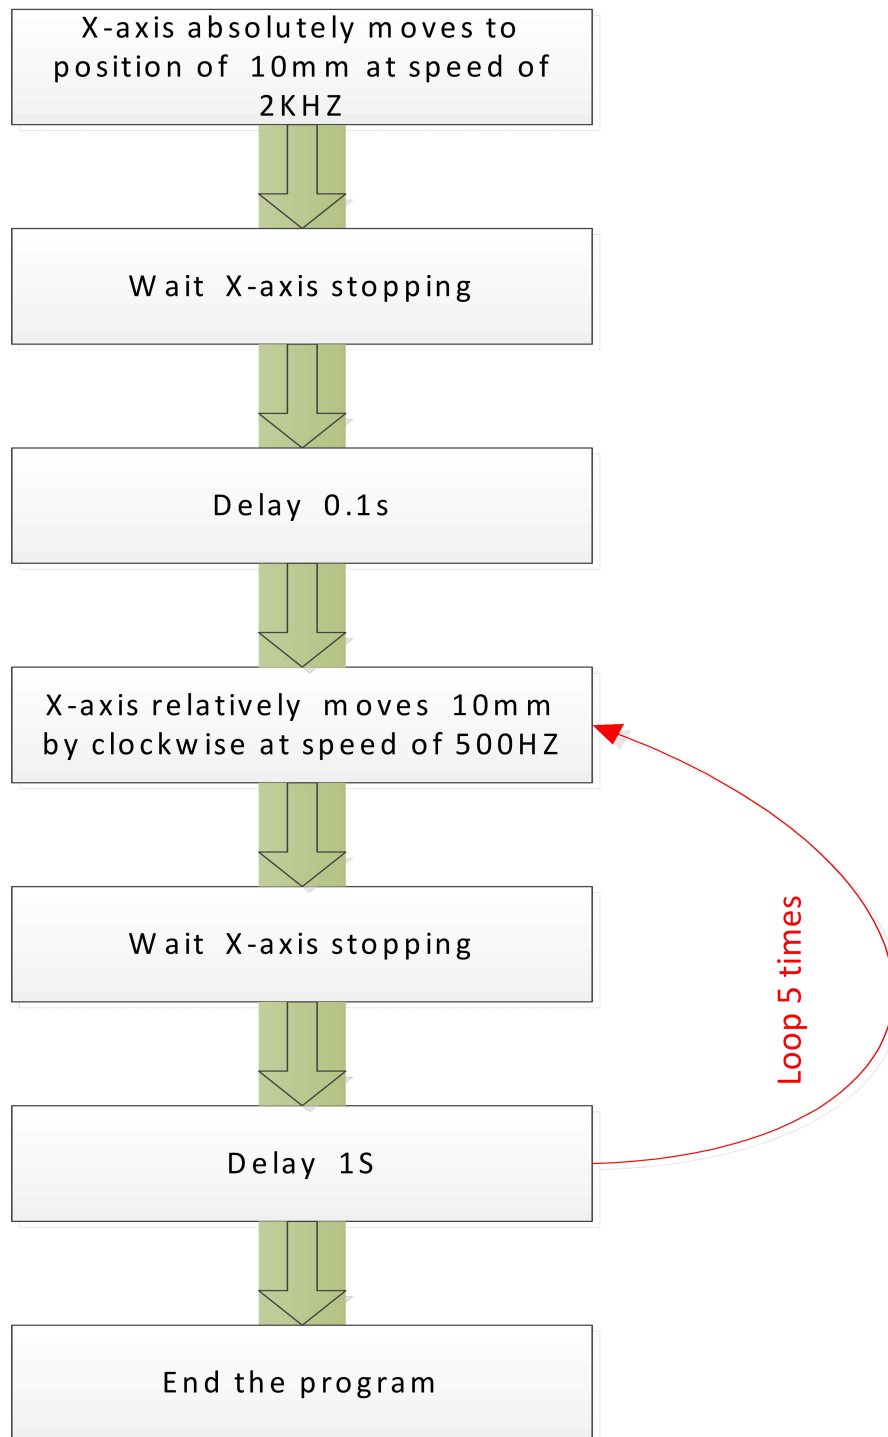 X-axis absolutely moves to
position of 10mm at speed of
2KHZ
Wait X-axis stopping
Delay 0.1s
X-axis relatively moves 10mm
by clockwise at speed of 500HZ
Wait X-axis stopping
Loop 5 times
Delay 1S
End the program